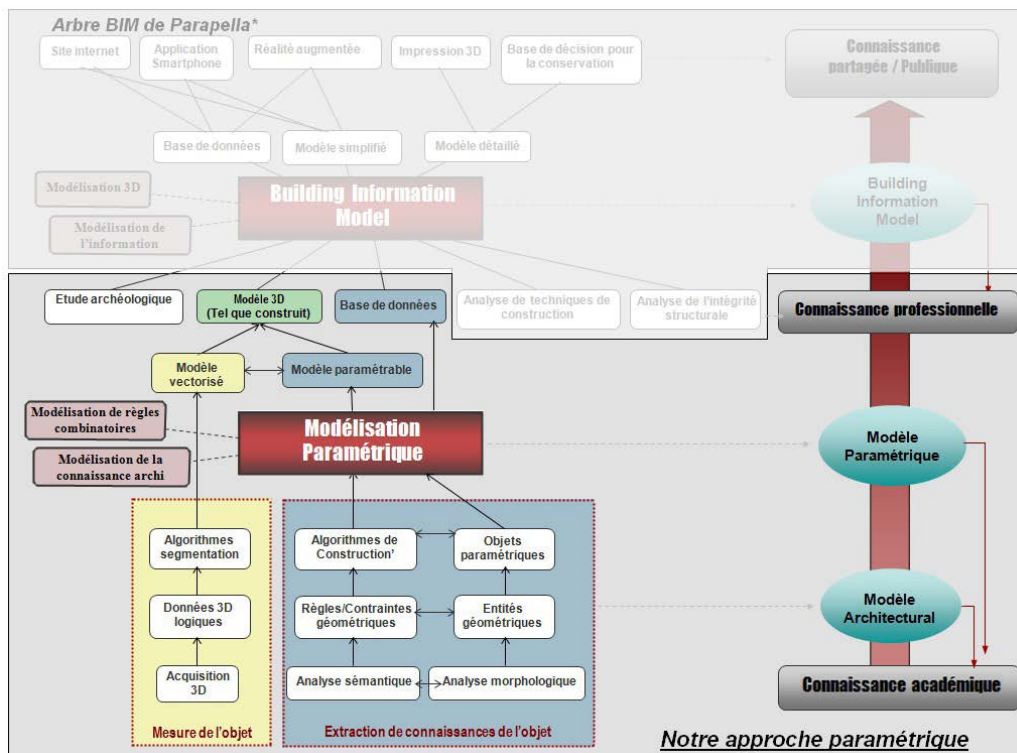 Arbre BIM de Parapella*
Site internet
Application
Smartphone
Réalité augmentée
Impression 3D
Base de décision pour
la conservation
Connaissance
partagée / Publique
Base de données
Modèle simplifié
Modèle détaillé
Modélisation 3D
Modélisation de
l'information
Building Information
Model
Building
Information
Model
Etude archéologique
Modèle 3D
(Tel que construit)
Base de données
Analyse de techniques de
construction
Analyse de l'intégrité
structurale
Connaissance professionnelle
Modèle
vectorisé
Modèle paramétrable
Modélisation de règles
combinatoires
Modélisation de la
connaissance archi
Modélisation
Paramétrique
Modèle
Paramétrique
Algorithmes
segmentation
Algorithmes de
Construction'
Objets
paramétriques
Données 3D
logiques
Règles/Contraintes
géométriques
Entités
géométriques
Modèle
Architectural
Acquisition
3D
Analyse sémantique
Analyse morphologique
Connaissance académique
Mesure de l'objet
Extraction de connaissances de l'objet
Notre approche paramétrique